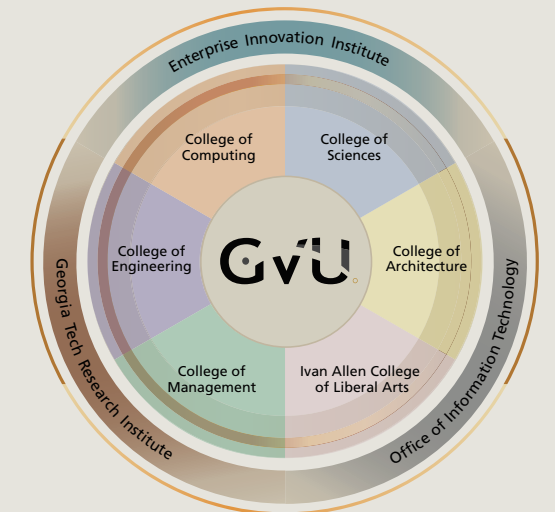 Enterprise Innovation Institute
College of
Computing
College of
Sciences
College of
Engineering
GVU
College of
Architecture
College of
Management
Ivan Allen College
of Liberal Arts
Georgia Tech Research Institute
Office of Information Technology